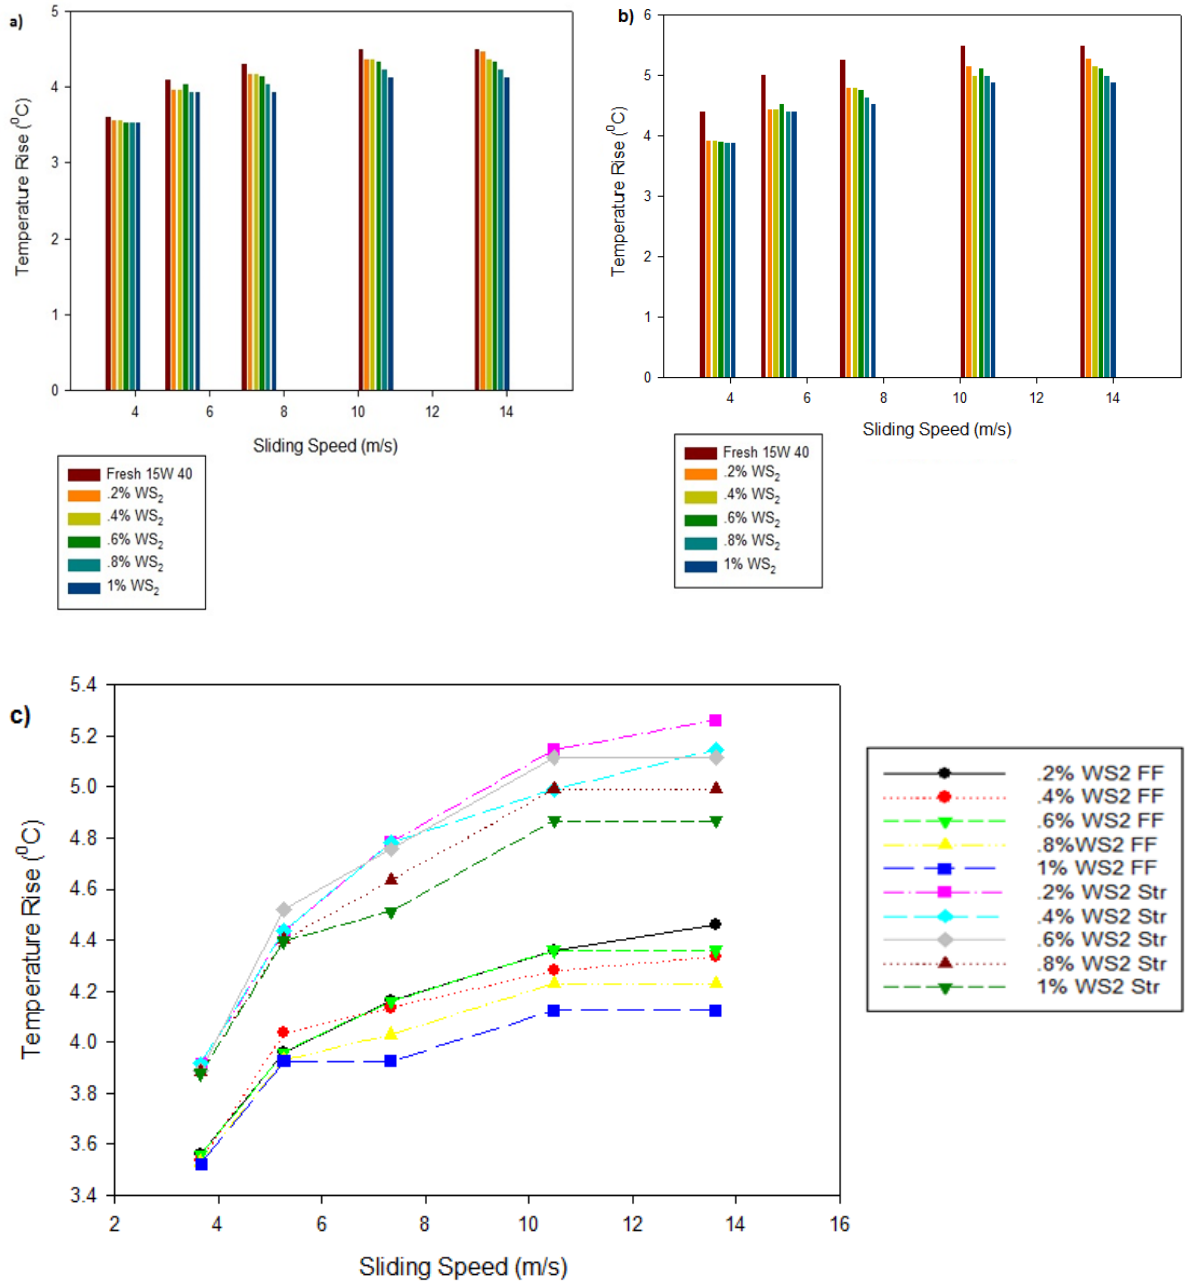 a)
5
4
3
2
1
0
Temperature Rise (⁰C)
4 6 8 10 12 14
Sliding Speed (m/s)
Fresh 15W 40
.2% WS₂
.4% WS₂
.6% WS₂
.8% WS₂
1% WS₂
b)
6
5
4
3
2
1
0
Temperature Rise (⁰C)
4 6 8 10 12 14
Sliding Speed (m/s)
Fresh 15W 40
.2% WS₂
.4% WS₂
.6% WS₂
.8% WS₂
1% WS₂
c)
5.4
5.2
5.0
4.8
4.6
4.4
4.2
4.0
3.8
3.6
3.4
Temperature Rise (⁰C)
2 4 6 8 10 12 14 16
Sliding Speed (m/s)
.2% WS2 FF
.4% WS2 FF
.6% WS2 FF
.8%WS2 FF
1% WS2 FF
.2% WS2 Str
.4% WS2 Str
.6% WS2 Str
.8% WS2 Str
1% WS2 Str